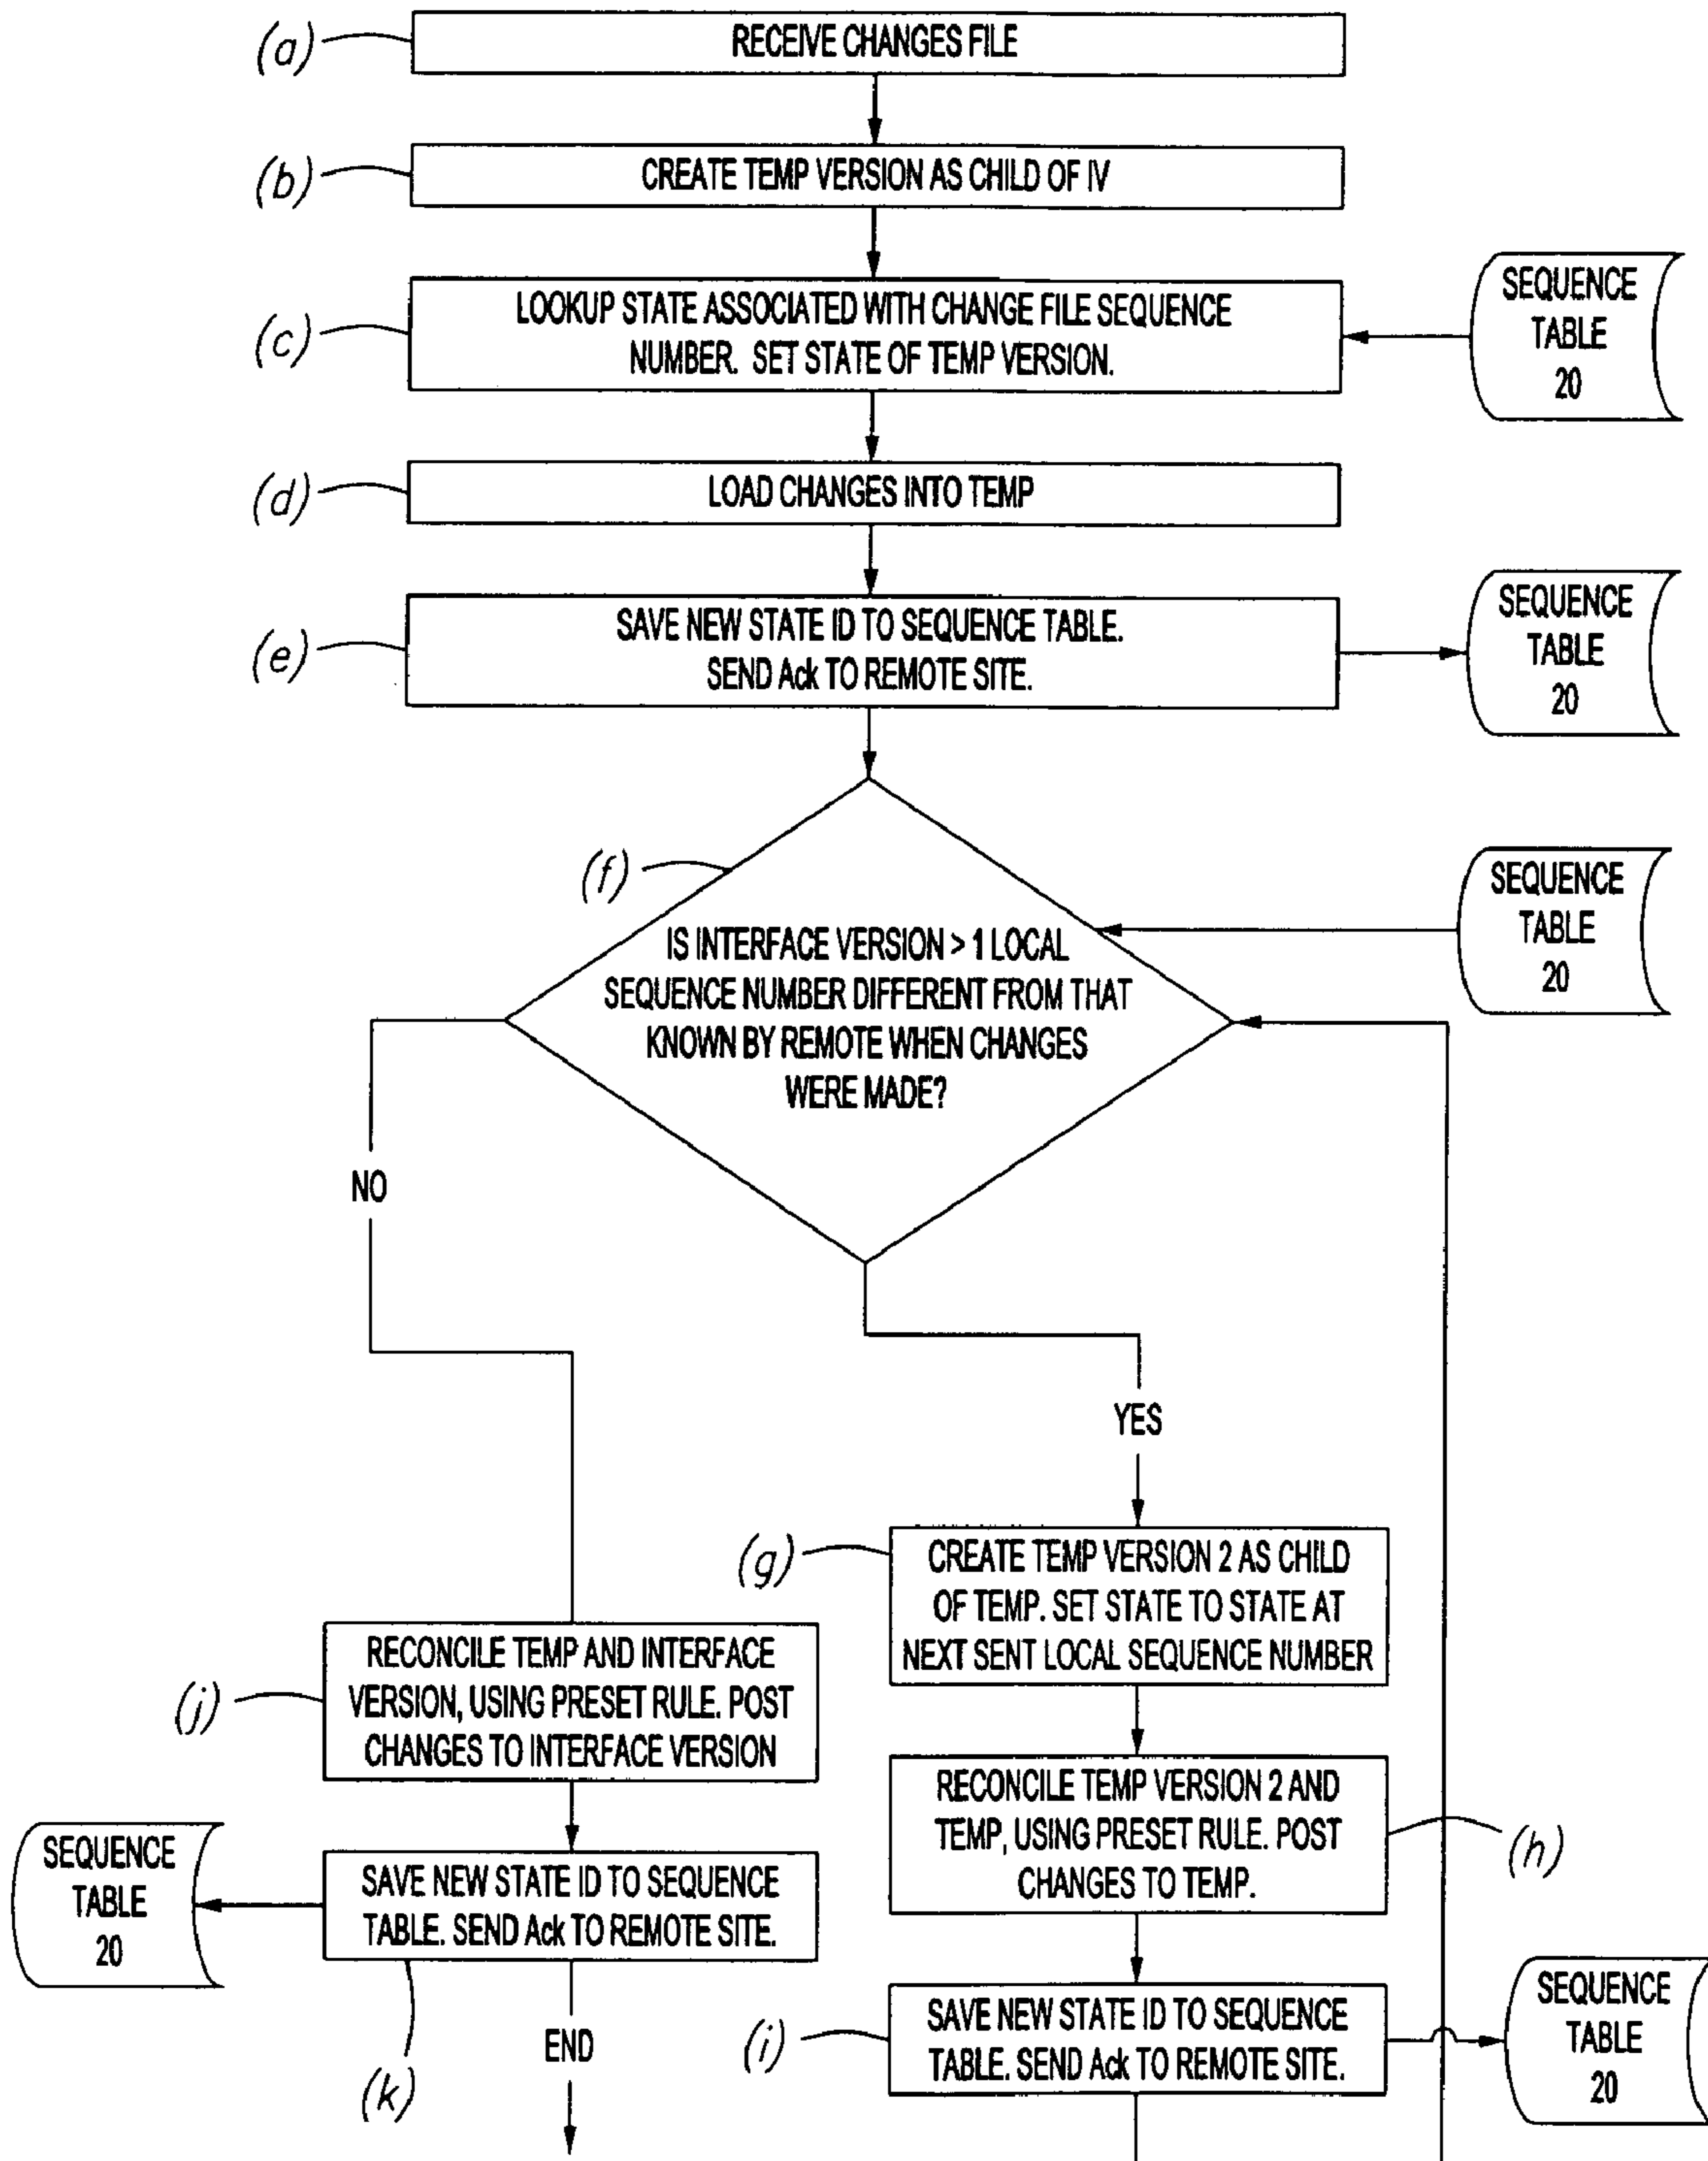 (a)
RECEIVE CHANGES FILE
(b)
CREATE TEMP VERSION AS CHILD OF IV
(c)
LOOKUP STATE ASSOCIATED WITH CHANGE FILE SEQUENCE
NUMBER. SET STATE OF TEMP VERSION.
SEQUENCE
TABLE
20
(d)
LOAD CHANGES INTO TEMP
(e)
SAVE NEW STATE ID TO SEQUENCE TABLE.
SEND Ack TO REMOTE SITE.
SEQUENCE
TABLE
20
(f)
IS INTERFACE VERSION > 1 LOCAL
SEQUENCE NUMBER DIFFERENT FROM THAT
KNOWN BY REMOTE WHEN CHANGES
WERE MADE?
SEQUENCE
TABLE
20
NO
YES
(g)
CREATE TEMP VERSION 2 AS CHILD
OF TEMP. SET STATE TO STATE AT
NEXT SENT LOCAL SEQUENCE NUMBER
(j)
RECONCILE TEMP AND INTERFACE
VERSION, USING PRESET RULE. POST
CHANGES TO INTERFACE VERSION
RECONCILE TEMP VERSION 2 AND
TEMP, USING PRESET RULE. POST
CHANGES TO TEMP.
(h)
SEQUENCE
TABLE
20
SAVE NEW STATE ID TO SEQUENCE
TABLE. SEND Ack TO REMOTE SITE.
(k)
END
(i)
SAVE NEW STATE ID TO SEQUENCE
TABLE. SEND Ack TO REMOTE SITE.
SEQUENCE
TABLE
20